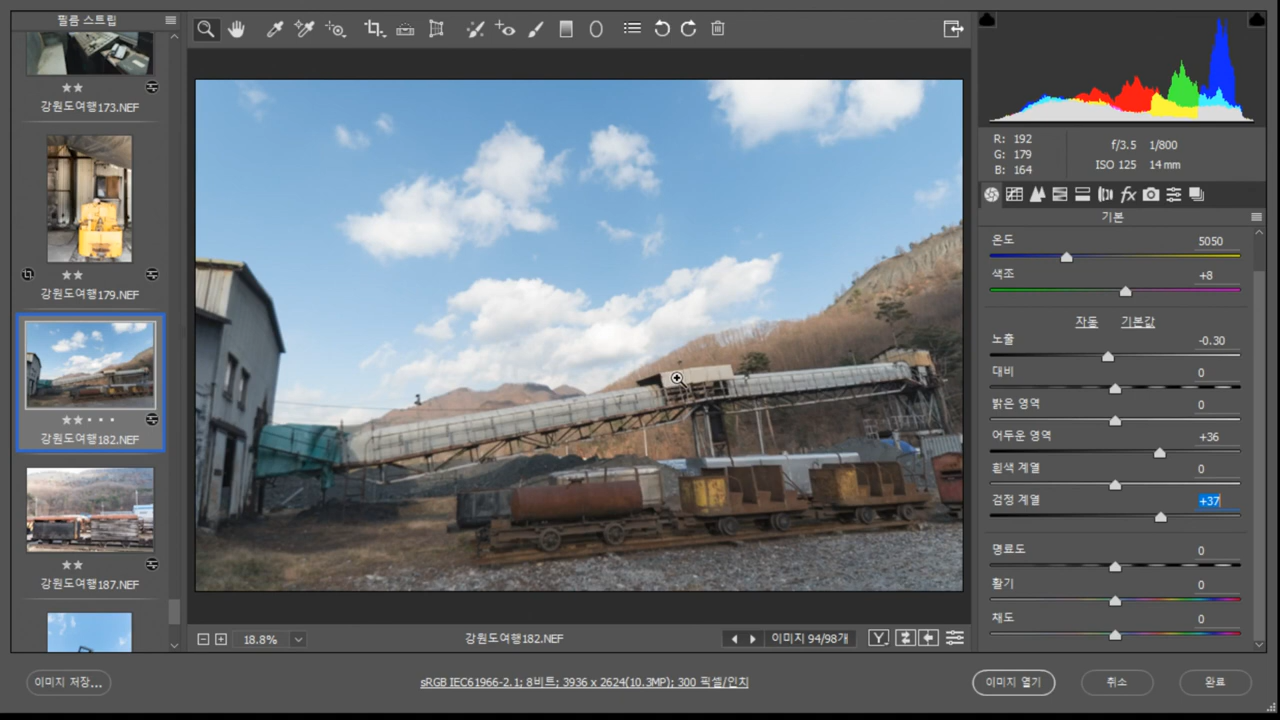 필름 스트립
강원도여행173.NEF
강원도여행179.NEF
강원도여행182.NEF
강원도여행187.NEF
R: 192
G: 179
B: 164
f/3.5 1/800
ISO 125 14 mm
fx
기본
온도 5050
색조 +8
자동 기본값
노출 -0.30
대비 0
밝은 영역 0
어두운 영역 +36
흰색 계열 0
검정 계열 +37
명료도 0
활기 0
채도 0
18.8% 강원도여행182.NEF 이미지 94/98개 Y
이미지 저장... sRGB IEC61966-2.1; 8비트; 3936 x 2624(10.3MP); 300 픽셀/인치 이미지 열기 취소 완료